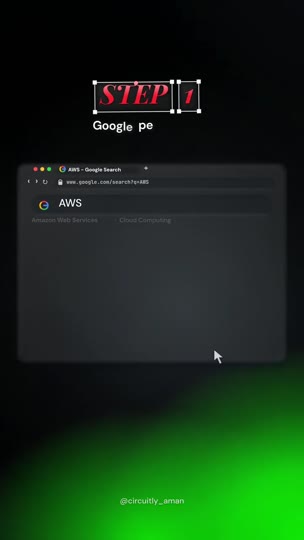 STEP 1
Google pe
AWS - Google Search +
www.google.com/search?q=AWS
AWS
Amazon Web Services · Cloud Computing
@circuitly_aman